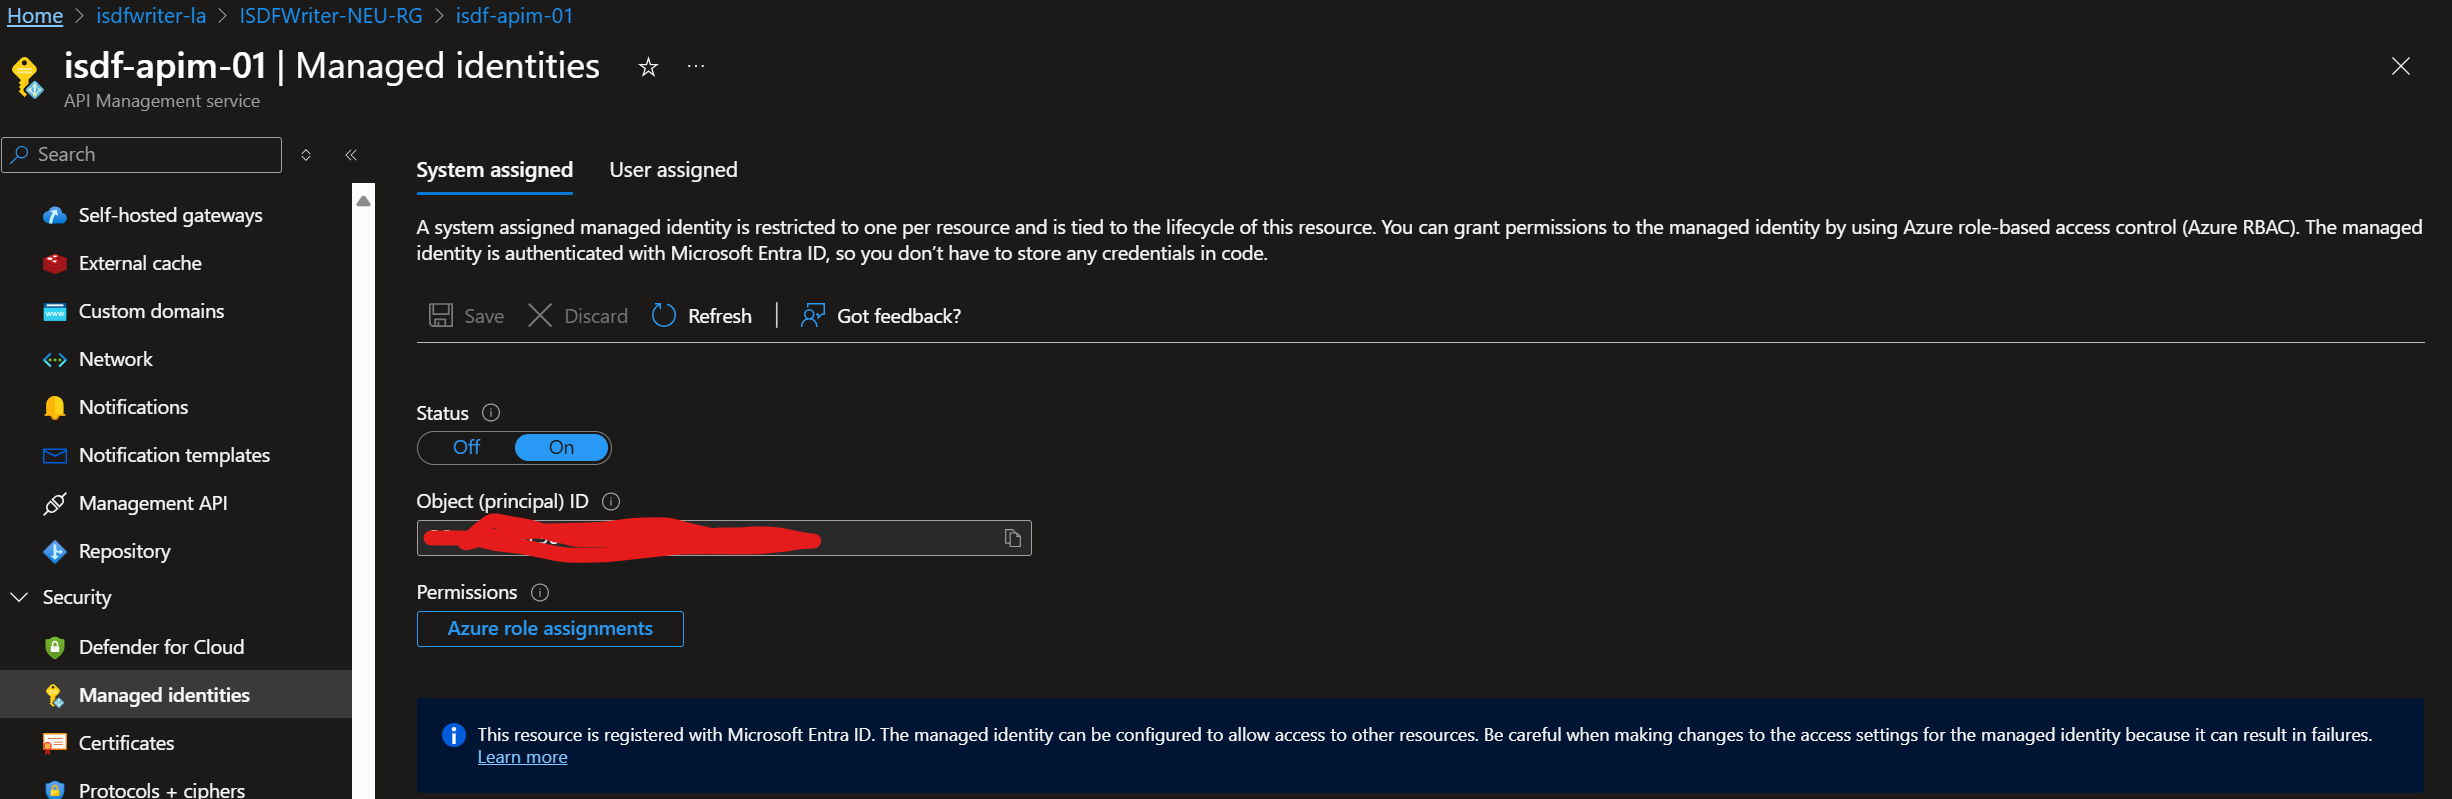 Home > isdfwriter-la > ISDFWriter-NEU-RG > isdf-apim-01
isdf-apim-01 | Managed identities
API Management service
Search
Self-hosted gateways
External cache
Custom domains
Network
Notifications
Notification templates
Management API
Repository
Security
Defender for Cloud
Managed identities
Certificates
Protocols + ciphers
System assigned User assigned
A system assigned managed identity is restricted to one per resource and is tied to the lifecycle of this resource. You can grant permissions to the managed identity by using Azure role-based access control (Azure RBAC). The managed
identity is authenticated with Microsoft Entra ID, so you don’t have to store any credentials in code.
Save Discard Refresh | Got feedback?
Status
Off On
Object (principal) ID
Permissions
Azure role assignments
This resource is registered with Microsoft Entra ID. The managed identity can be configured to allow access to other resources. Be careful when making changes to the access settings for the managed identity because it can result in failures.
Learn more